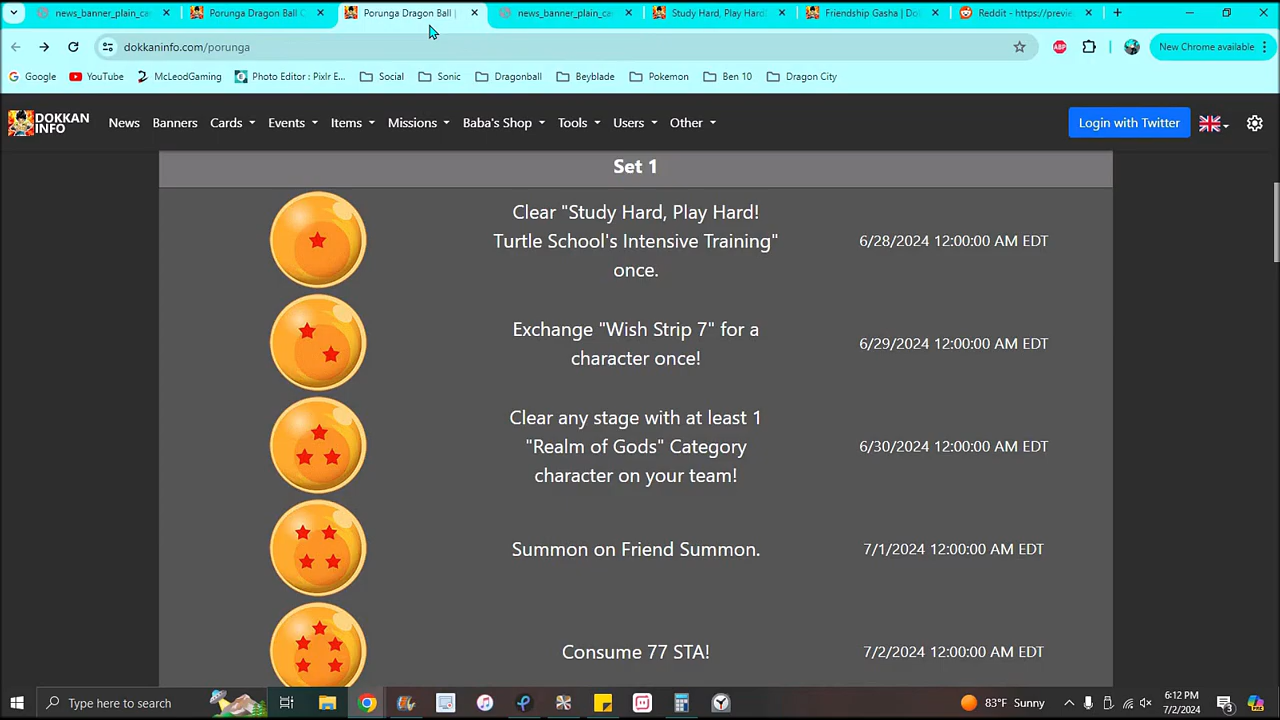 news_banner_plain_ca
Porunga Dragon Ball C
Porunga Dragon Ball |
news_banner_plain_ca
Study Hard, Play Hard!
Friendship Gasha | Do
Reddit - https://previe
dokkaninfo.com/porunga
ABP
New Chrome available
Google
YouTube
McLeodGaming
Photo Editor : Pixlr E...
Social
Sonic
Dragonball
Beyblade
Pokemon
Ben 10
Dragon City
DOKKAN INFO
News
Banners
Cards
Events
Items
Missions
Baba's Shop
Tools
Users
Other
Login with Twitter
Set 1
Clear "Study Hard, Play Hard!
Turtle School's Intensive Training"
once.
6/28/2024 12:00:00 AM EDT
Exchange "Wish Strip 7" for a
character once!
6/29/2024 12:00:00 AM EDT
Clear any stage with at least 1
"Realm of Gods" Category
character on your team!
6/30/2024 12:00:00 AM EDT
Summon on Friend Summon.
7/1/2024 12:00:00 AM EDT
Consume 77 STA!
7/2/2024 12:00:00 AM EDT
Type here to search
83°F Sunny
6:12 PM
7/2/2024
3